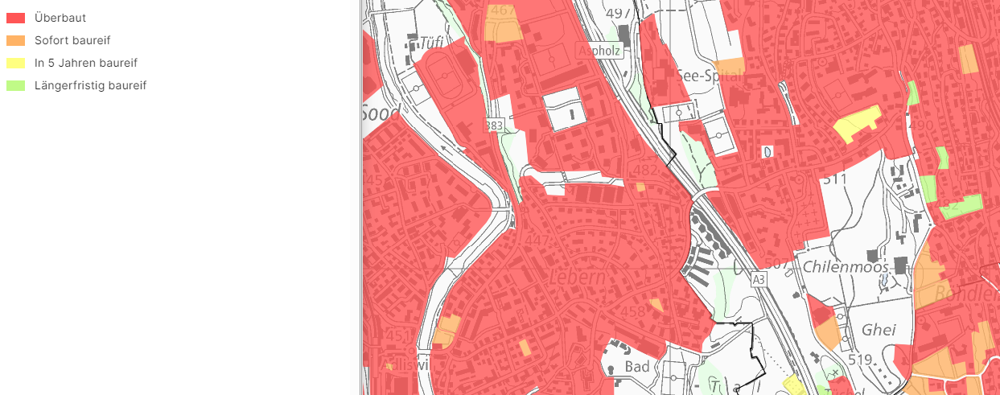 Überbaut
Sofort baureif
In 5 Jahren baureif
Längerfristig baureif
467
497
Tüfi
Aspholz
See-Spital
Sood
383
490
482
511
447
Lebern
507
Chilenmoos
A3
458
451
Ghei
519
Bad